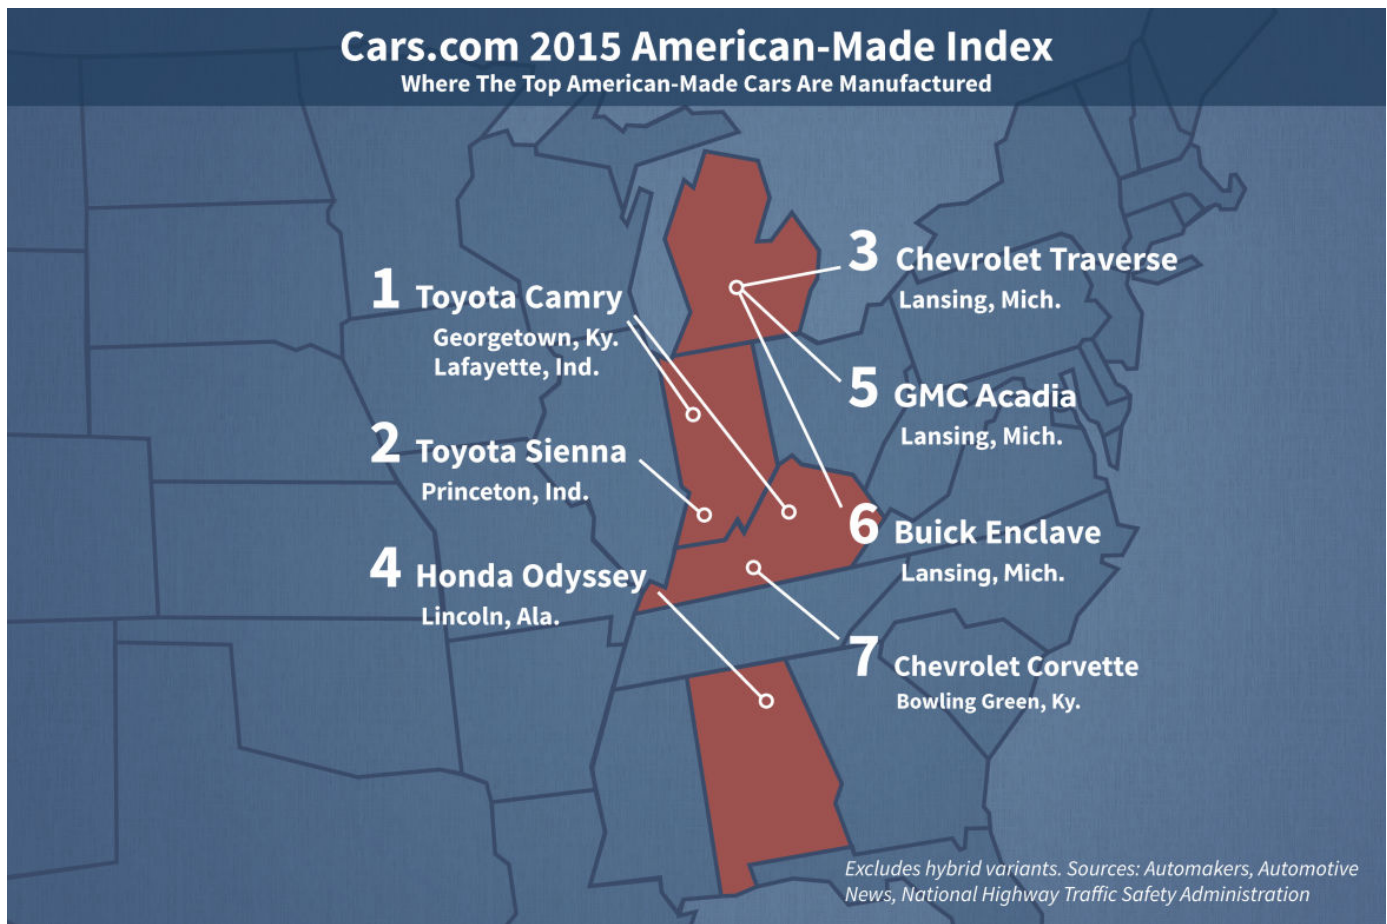 Cars.com 2015 American-Made Index
Where The Top American-Made Cars Are Manufactured
1 Toyota Camry
Georgetown, Ky.
Lafayette, Ind.
2 Toyota Sienna
Princeton, Ind.
4 Honda Odyssey
Lincoln, Ala.
3 Chevrolet Traverse
Lansing, Mich.
5 GMC Acadia
Lansing, Mich.
6 Buick Enclave
Lansing, Mich.
7 Chevrolet Corvette
Bowling Green, Ky.
Excludes hybrid variants. Sources: Automakers, Automotive
News, National Highway Traffic Safety Administration